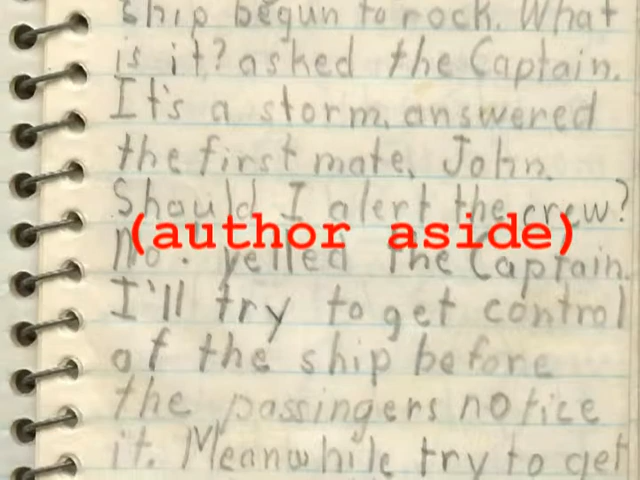 ship begun to rock. What
is it? asked the Captain.
It's a storm, answered
the first mate, John.
Should I alert the crew?
(author aside)
No. yelled the Captain.
I'll try to get control
of the ship before
the passingers notice
it. Meanwhile try to get